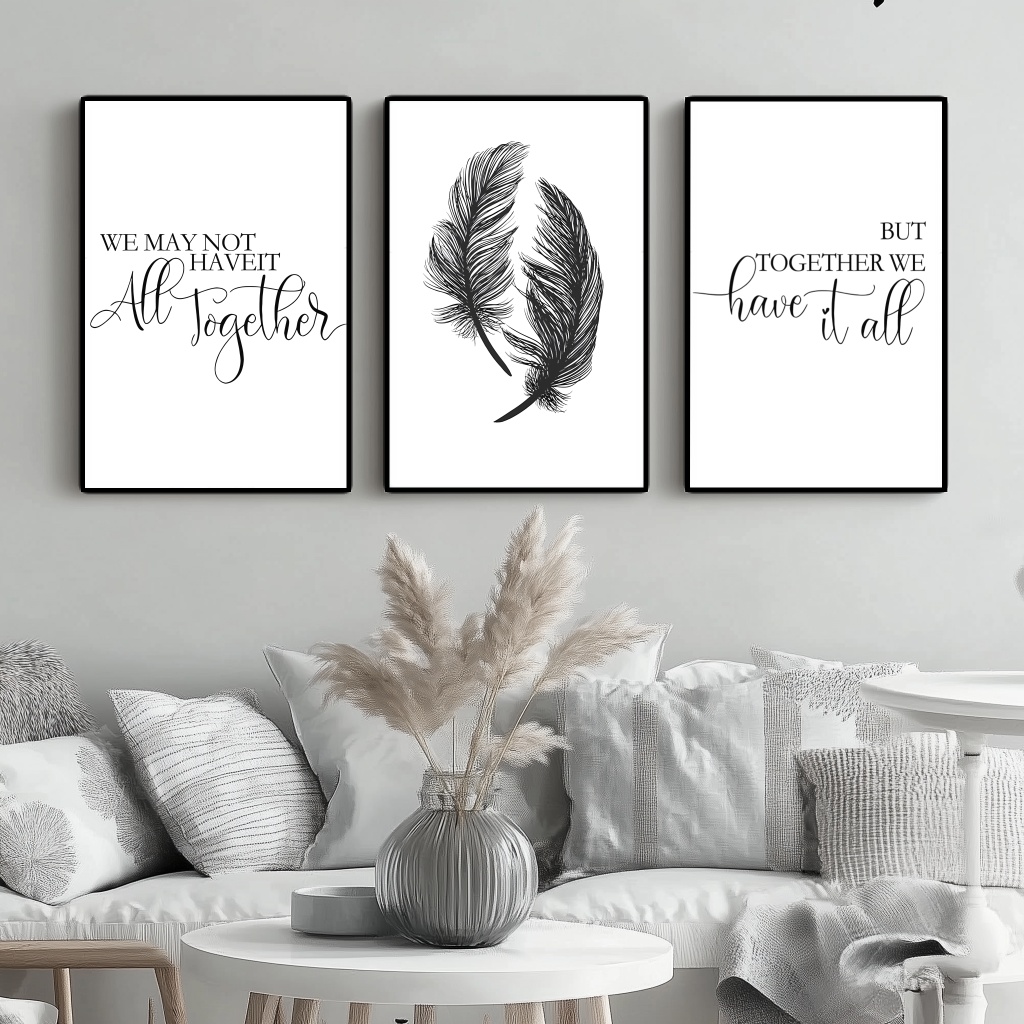 WE MAY NOT
HAVEIT
All Together
BUT
TOGETHER WE
have it all